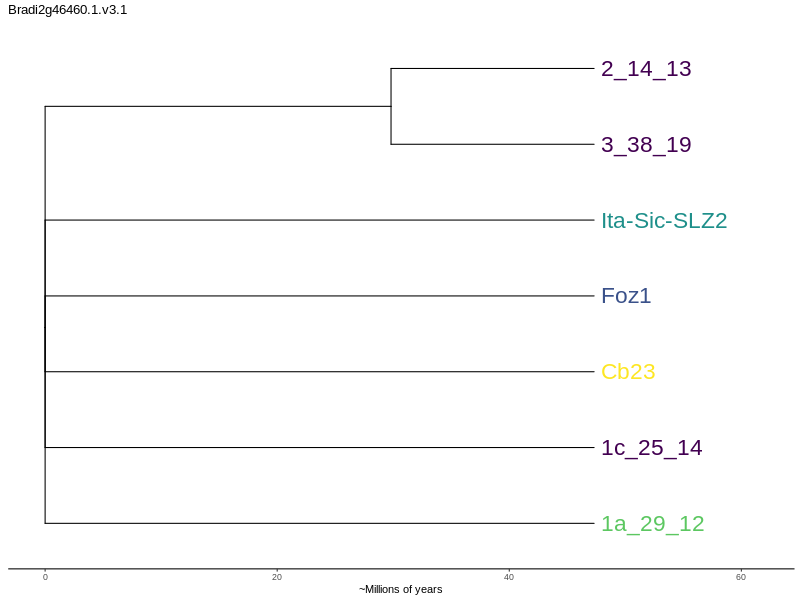 Bradi2g46460.1.v3.1
2_14_13
3_38_19
Ita-Sic-SLZ2
Foz1
Cb23
1c_25_14
1a_29_12
0 20 40 60
~Millions of years